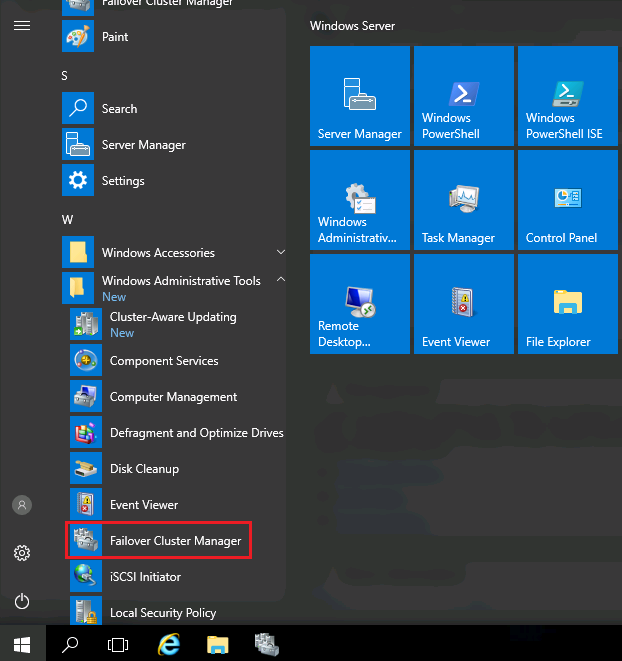 Failover Cluster Manager
Paint
S
Search
Server Manager
Settings
W
Windows Accessories
Windows Administrative Tools
New
Cluster-Aware Updating
New
Component Services
Computer Management
Defragment and Optimize Drives
Disk Cleanup
Event Viewer
Failover Cluster Manager
iSCSI Initiator
Local Security Policy
Windows Server
Server Manager
Windows
PowerShell
Windows
PowerShell ISE
Windows
Administrativ...
Task Manager
Control Panel
Remote
Desktop...
Event Viewer
File Explorer